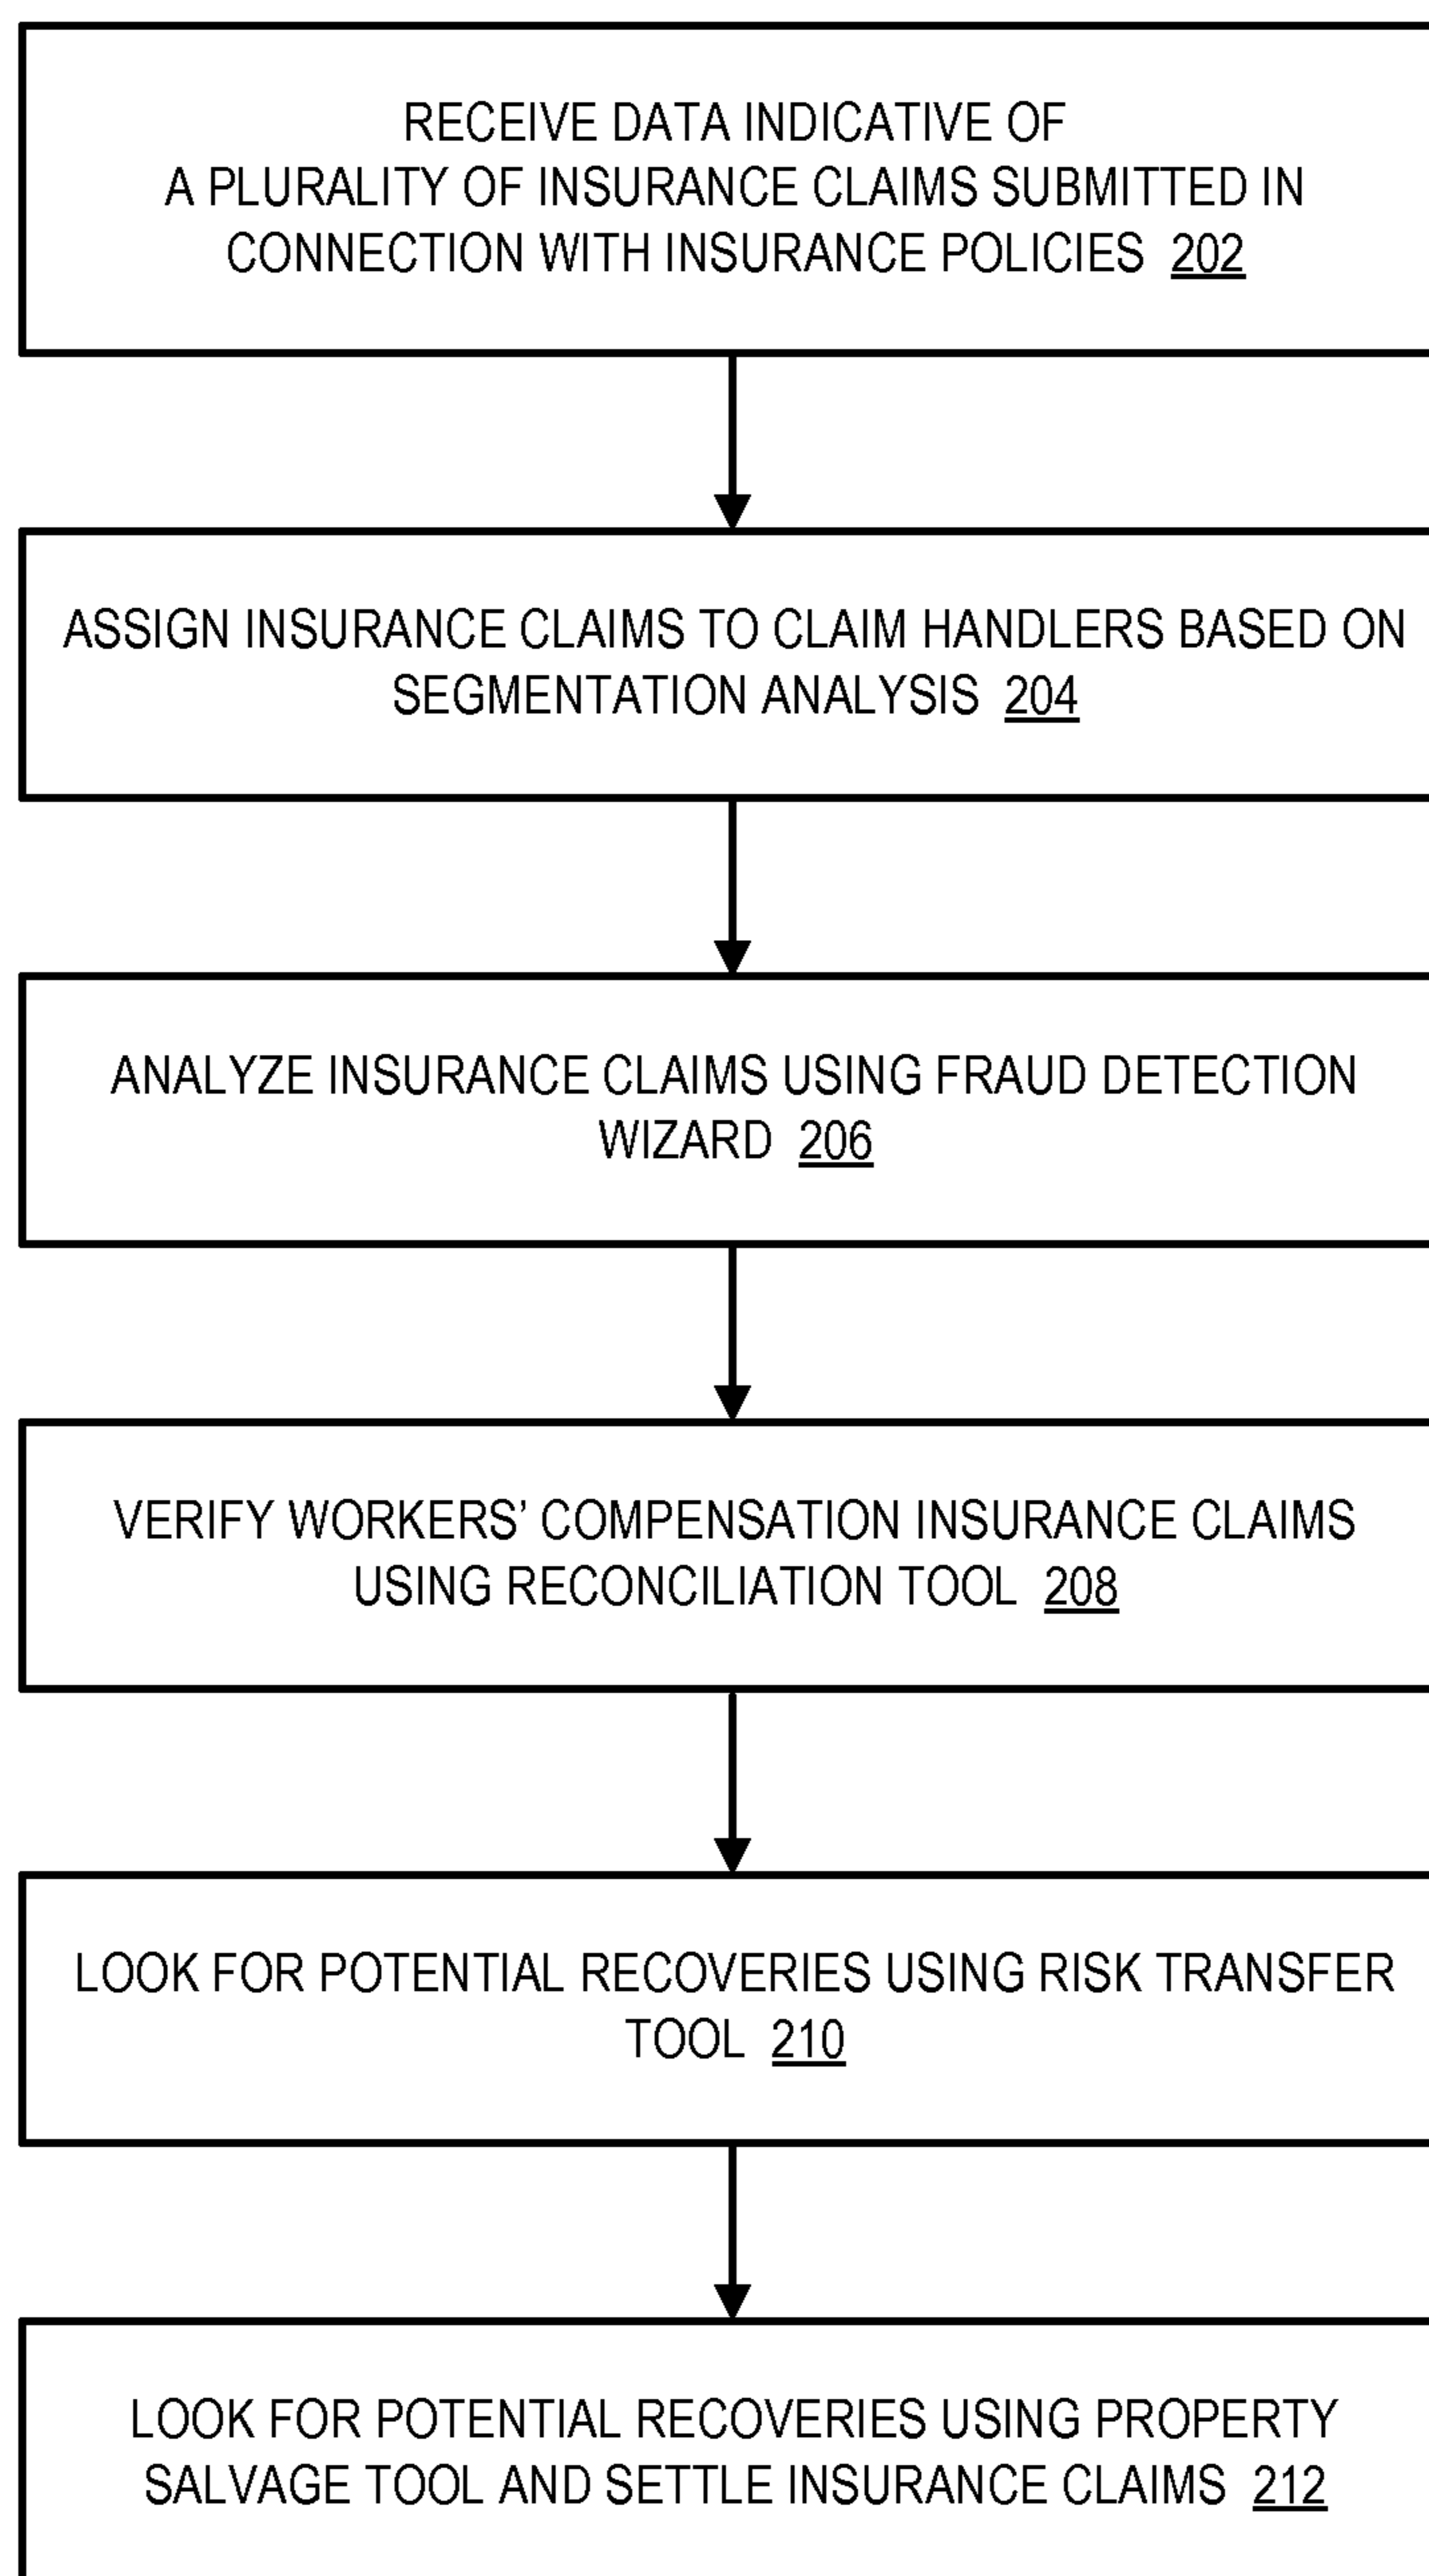 RECEIVE DATA INDICATIVE OF
A PLURALITY OF INSURANCE CLAIMS SUBMITTED IN
CONNECTION WITH INSURANCE POLICIES 202
ASSIGN INSURANCE CLAIMS TO CLAIM HANDLERS BASED ON
SEGMENTATION ANALYSIS 204
ANALYZE INSURANCE CLAIMS USING FRAUD DETECTION
WIZARD 206
VERIFY WORKERS’ COMPENSATION INSURANCE CLAIMS
USING RECONCILIATION TOOL 208
LOOK FOR POTENTIAL RECOVERIES USING RISK TRANSFER
TOOL 210
LOOK FOR POTENTIAL RECOVERIES USING PROPERTY
SALVAGE TOOL AND SETTLE INSURANCE CLAIMS 212